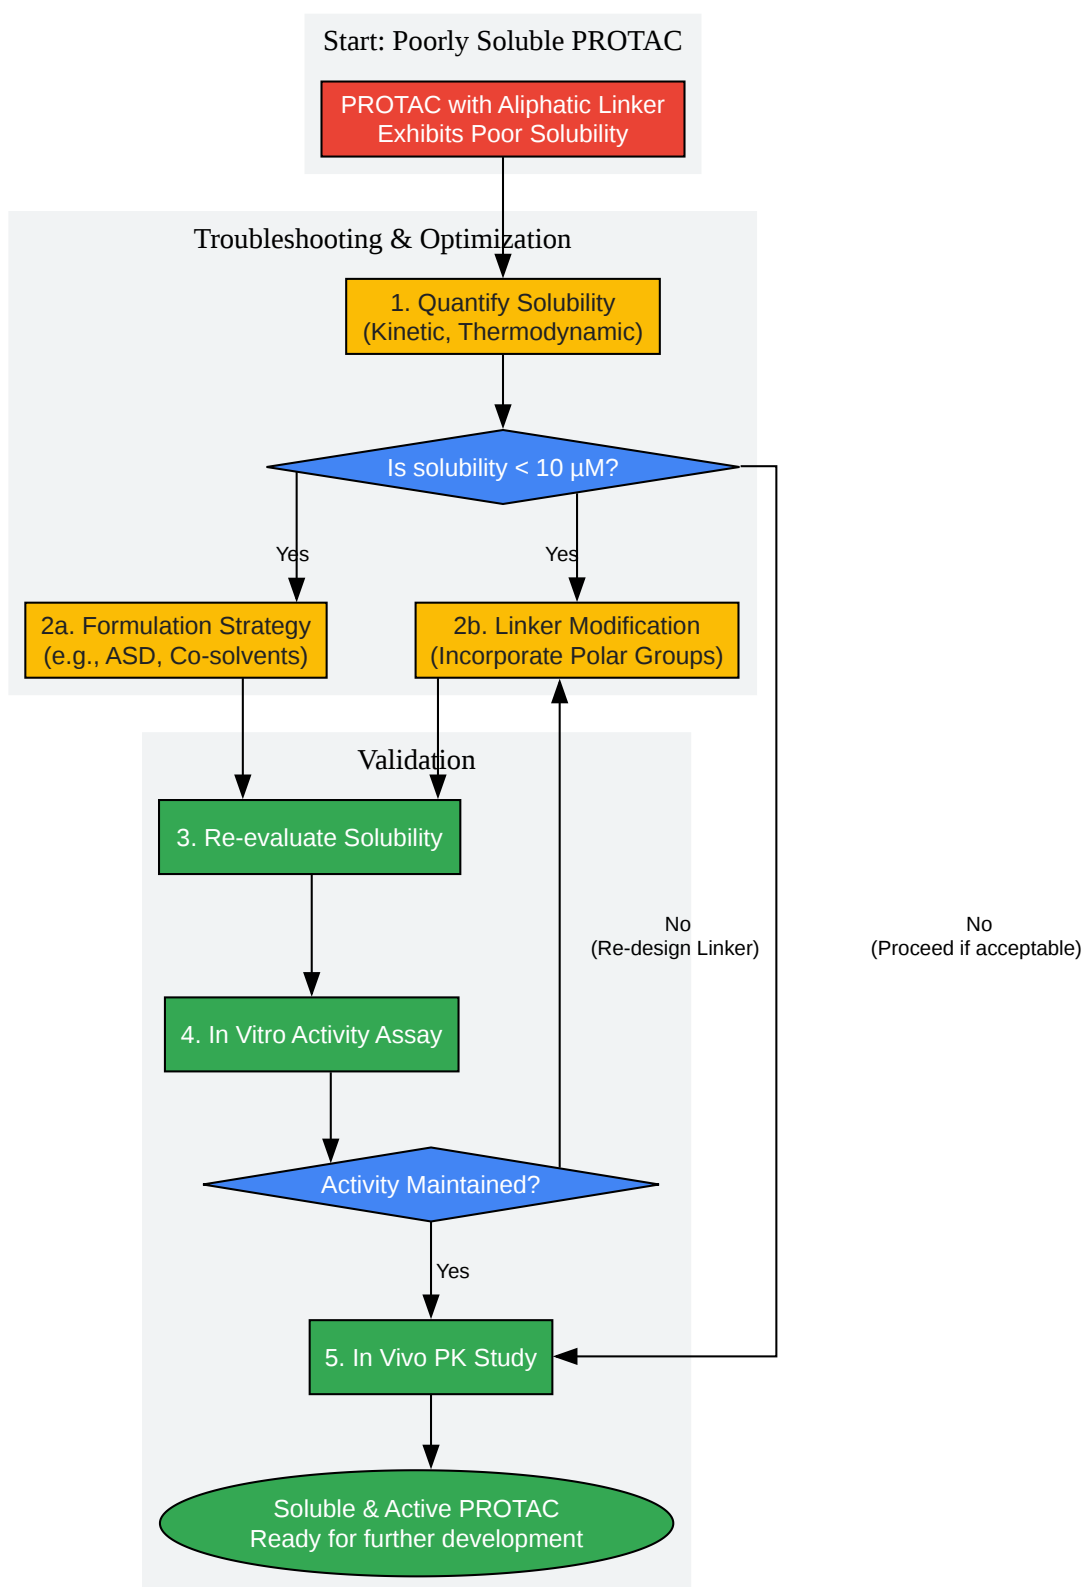 Start: Poorly Soluble PROTAC
PROTAC with Aliphatic Linker
Exhibits Poor Solubility
Troubleshooting & Optimization
1. Quantify Solubility
(Kinetic, Thermodynamic)
Is solubility < 10 µM?
Yes
Yes
2a. Formulation Strategy
(e.g., ASD, Co-solvents)
2b. Linker Modification
(Incorporate Polar Groups)
Validation
3. Re-evaluate Solubility
No
(Re-design Linker)
No
(Proceed if acceptable)
4. In Vitro Activity Assay
Activity Maintained?
Yes
5. In Vivo PK Study
Soluble & Active PROTAC
Ready for further development